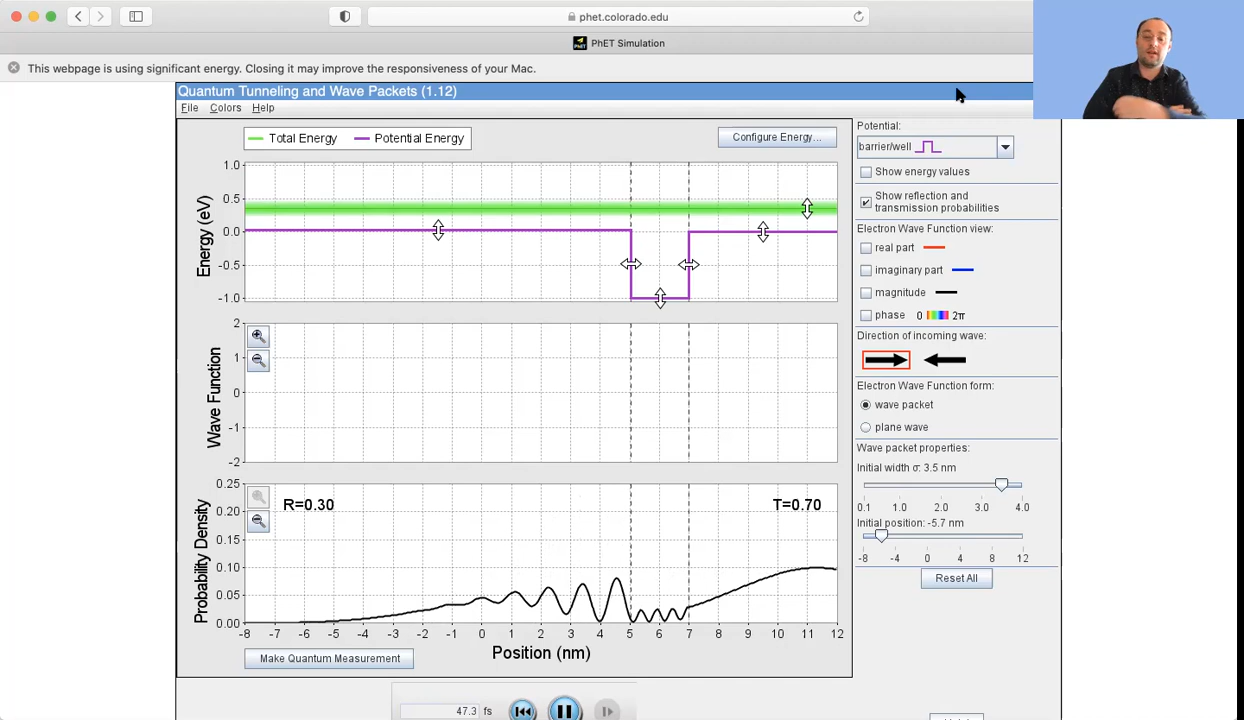 phet.colorado.edu
PhET Simulation
This webpage is using significant energy. Closing it may improve the responsiveness of your Mac.
Quantum Tunneling and Wave Packets (1.12)
File Colors Help
Total Energy Potential Energy
Configure Energy...
Energy (eV)
1.0
0.5
0.0
-0.5
-1.0
Wave Function
2
1
0
-1
-2
Probability Density
0.25
0.20
0.15
0.10
0.05
0.00
R=0.30
T=0.70
-8 -7 -6 -5 -4 -3 -2 -1 0 1 2 3 4 5 6 7 8 9 10 11 12
Position (nm)
Make Quantum Measurement
47.3 fs
Potential:
barrier/well
Show energy values
Show reflection and
transmission probabilities
Electron Wave Function view:
real part
imaginary part
magnitude
phase 0 2π
Direction of incoming wave:
Electron Wave Function form:
wave packet
plane wave
Wave packet properties:
Initial width σ: 3.5 nm
0.1 1.0 2.0 3.0 4.0
Initial position: -5.7 nm
-8 -4 0 4 8 12
Reset All